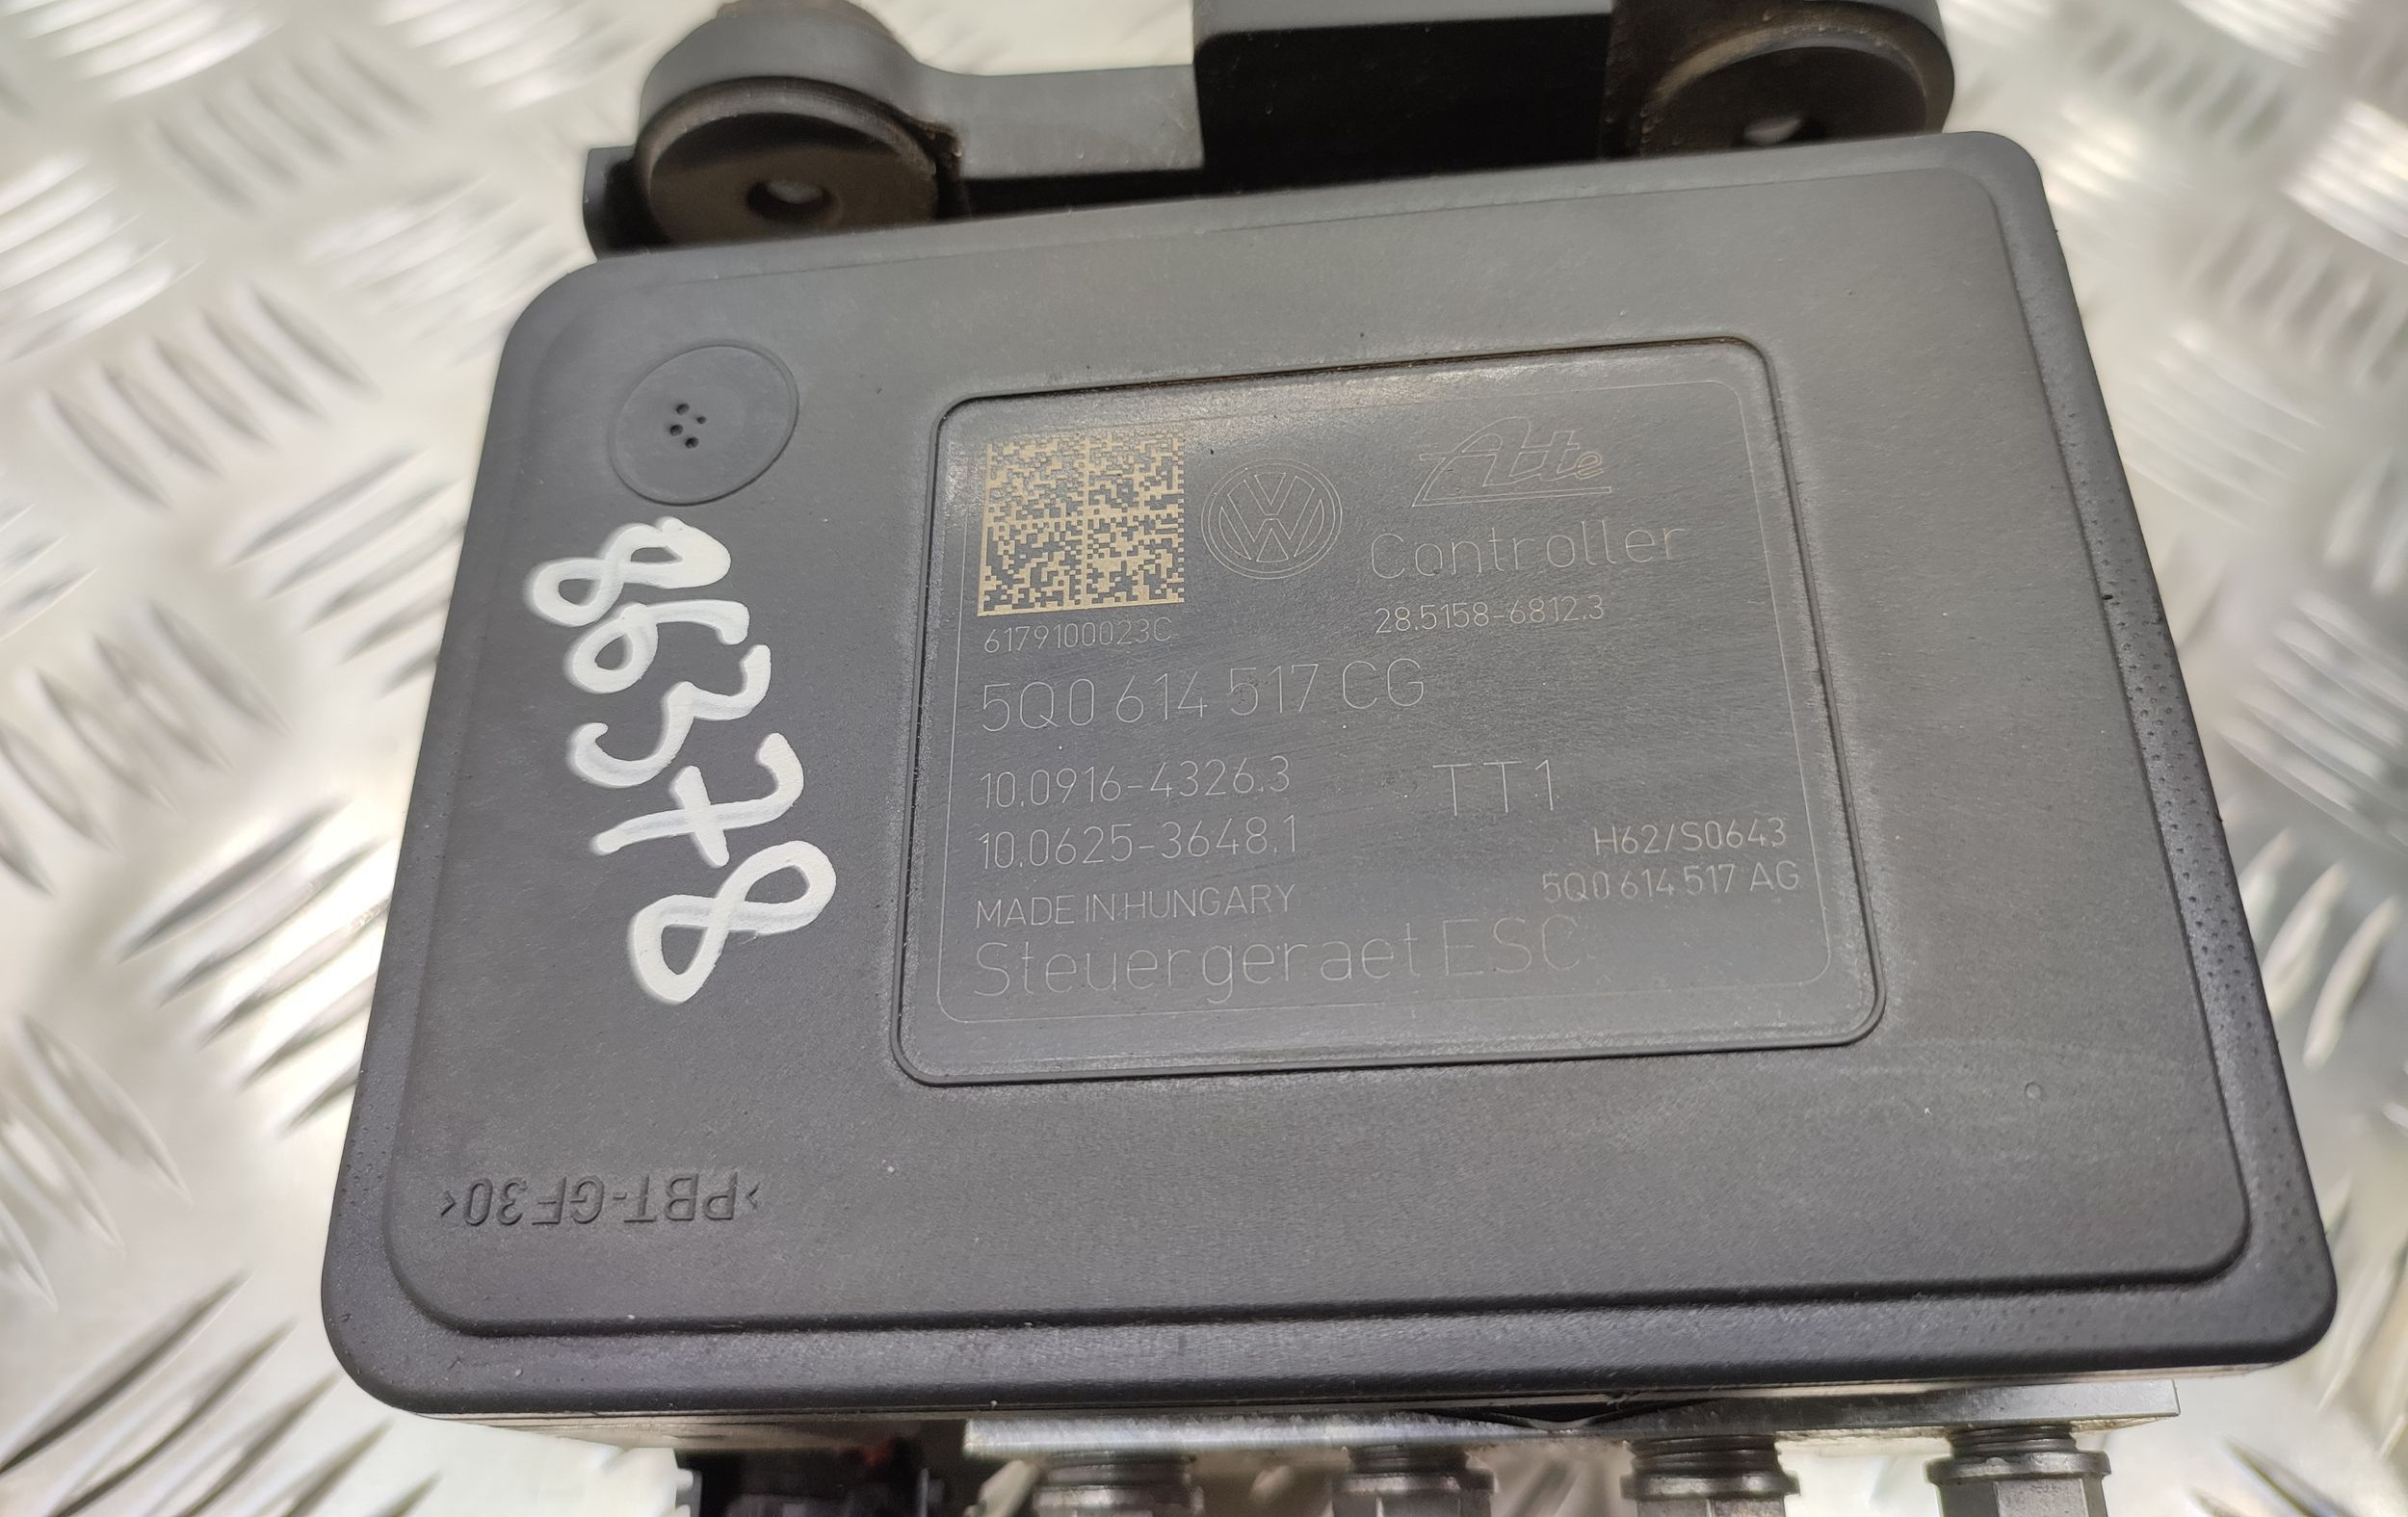 Ate
Controller
28.5158-6812.3
6179100023C
5Q0 614 517 CG
10.0916-4326.3
TT1
10.0625-3648.1
H62/S0643
5Q0 614 517 AG
MADE IN HUNGARY
Steuergeraet ESC
86378
>PBT-GF30<